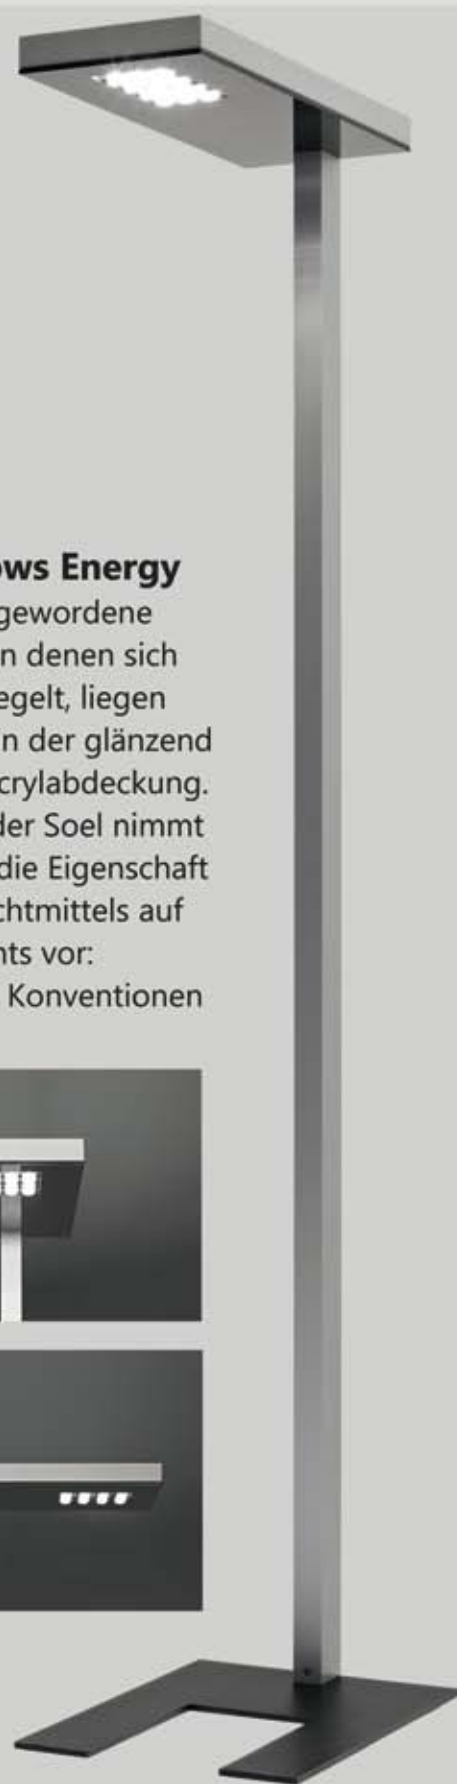 ows Energy
gewordene
n denen sich
egelt, liegen
n der glänzend
crylabdeckung.
der Soel nimmt
die Eigenschaft
chtmittels auf
nts vor:
Konventionen